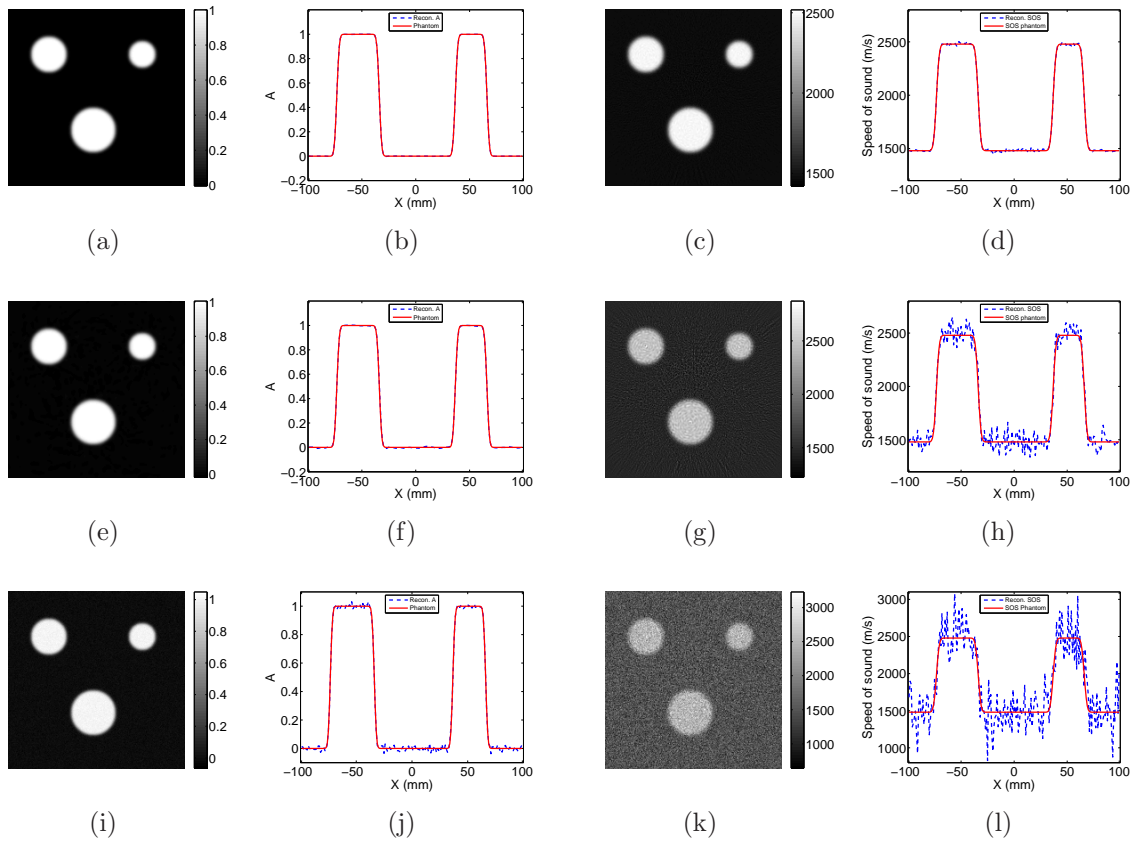 1
0.8
0.6
0.4
0.2
0
(a)
Recon. A
Phantom
1
0.8
0.6
0.4
0.2
0
−0.2
A
−100
−50
0
50
100
X (mm)
(b)
2500
2000
1500
(c)
Recon. SOS
SOS phantom
2500
2000
1500
Speed of sound (m/s)
−100
−50
0
50
100
X (mm)
(d)
1
0.8
0.6
0.4
0.2
0
(e)
Recon. A
Phantom
1
0.8
0.6
0.4
0.2
0
−0.2
A
−100
−50
0
50
100
X (mm)
(f)
2500
2000
1500
(g)
Recon. SOS
SOS phantom
2500
2000
1500
Speed of sound (m/s)
−100
−50
0
50
100
X (mm)
(h)
1
0.8
0.6
0.4
0.2
0
(i)
Recon. A
Phantom
1
0.8
0.6
0.4
0.2
0
A
−100
−50
0
50
100
X (mm)
(j)
3000
2500
2000
1500
1000
(k)
Recon. SOS
SOS Phantom
3000
2500
2000
1500
1000
Speed of sound (m/s)
−100
−50
0
50
100
X (mm)
(l)